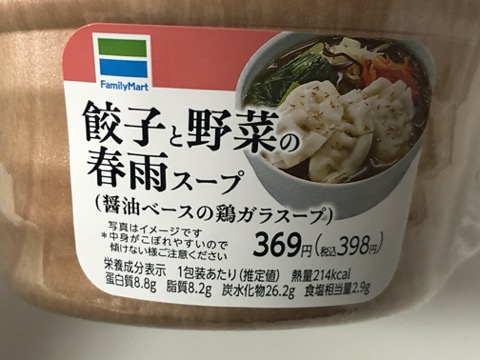 FamilyMart
餃子と野菜の
春雨スープ
(醤油ベースの鶏ガラスープ)
写真はイメージです
*中身がこぼれやすいので
傾けない様ご注意ください
369円(税込398円)
栄養成分表示 1包装あたり(推定値) 熱量214kcal
蛋白質8.8g 脂質8.2g 炭水化物26.2g 食塩相当量2.9g